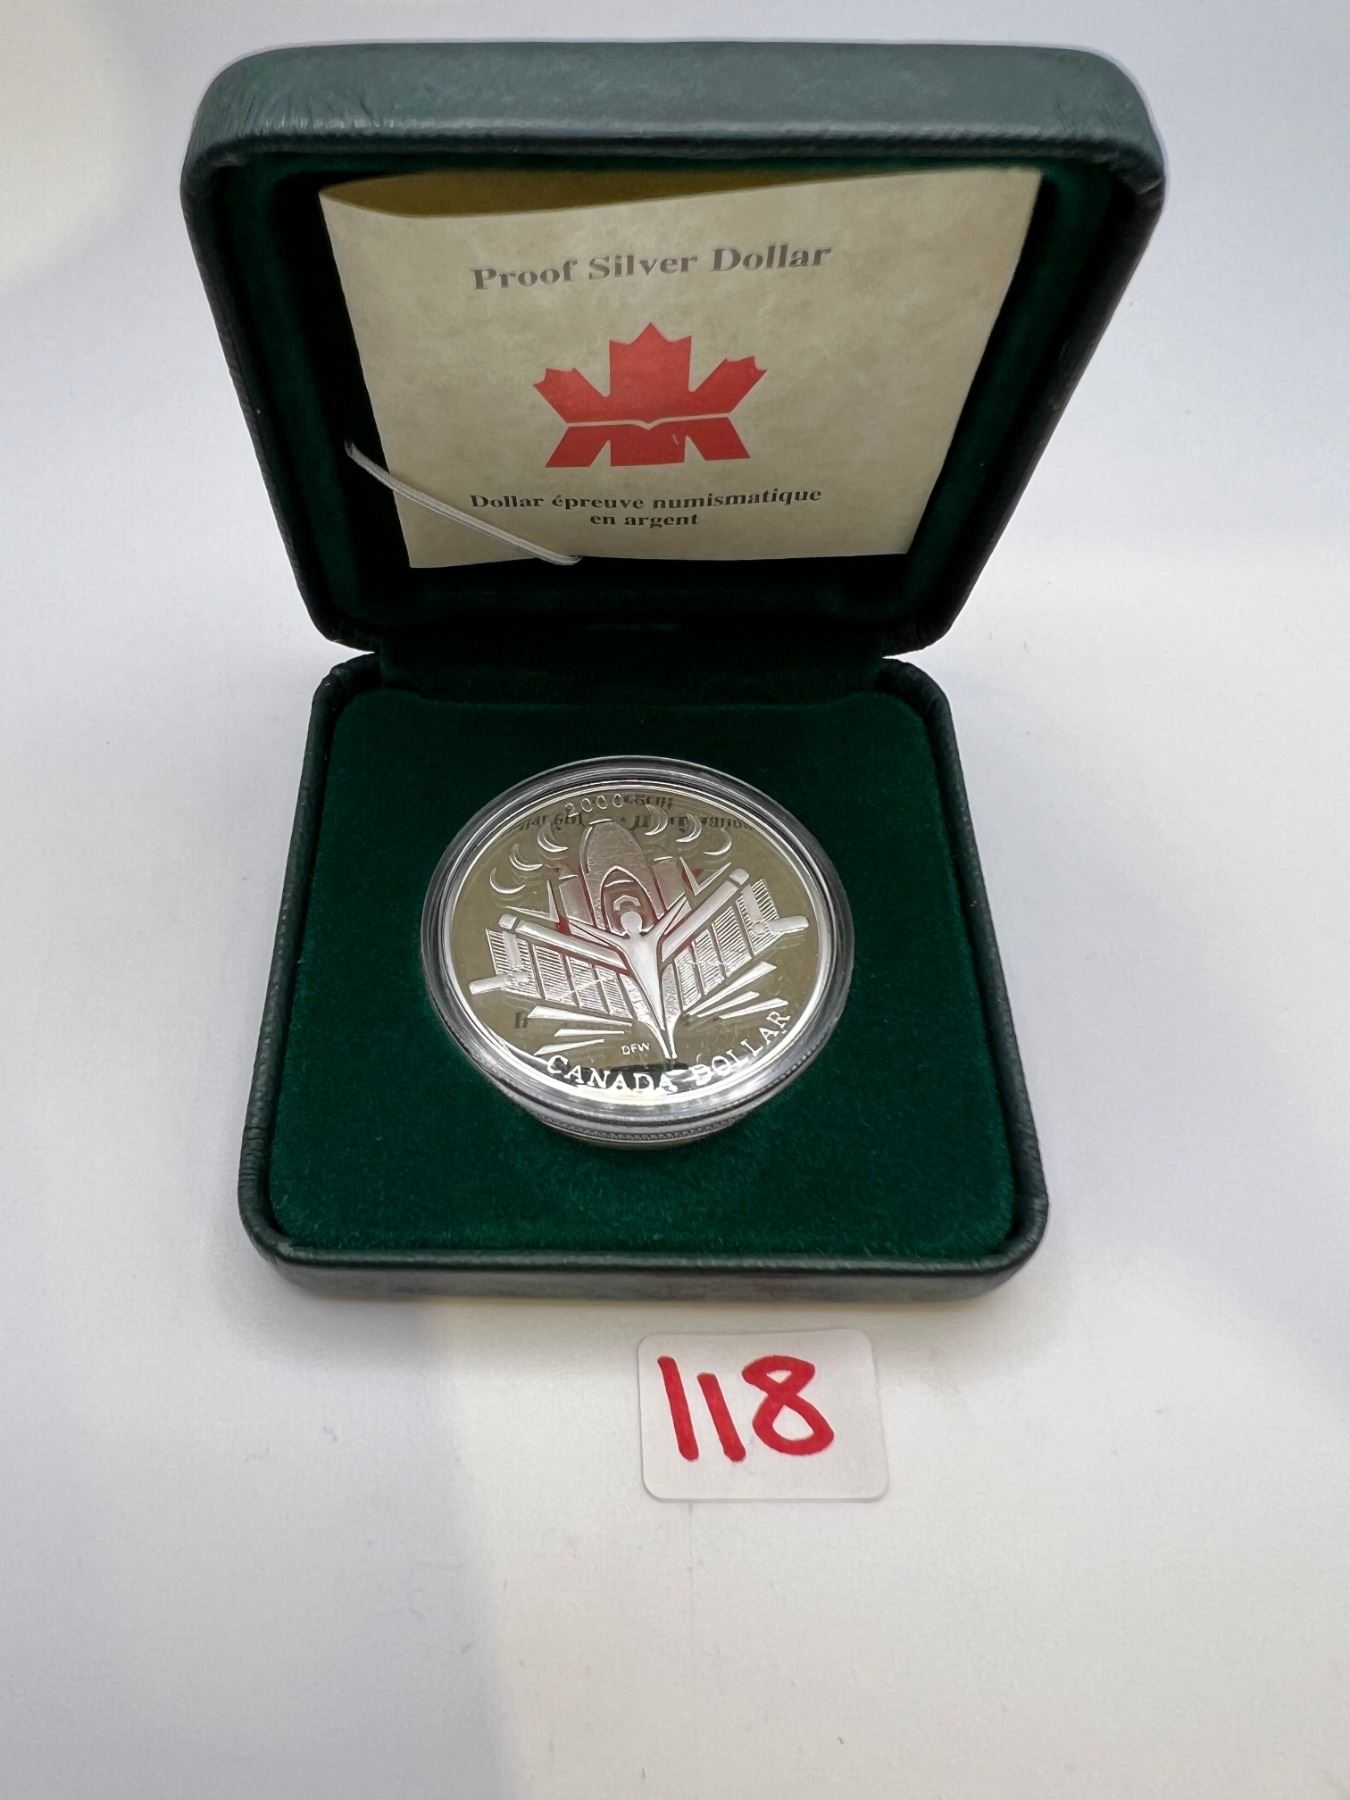 Proof Silver Dollar
Dollar épreuve numismatique
en argent
2000
DFW
CANADA DOLLAR
118